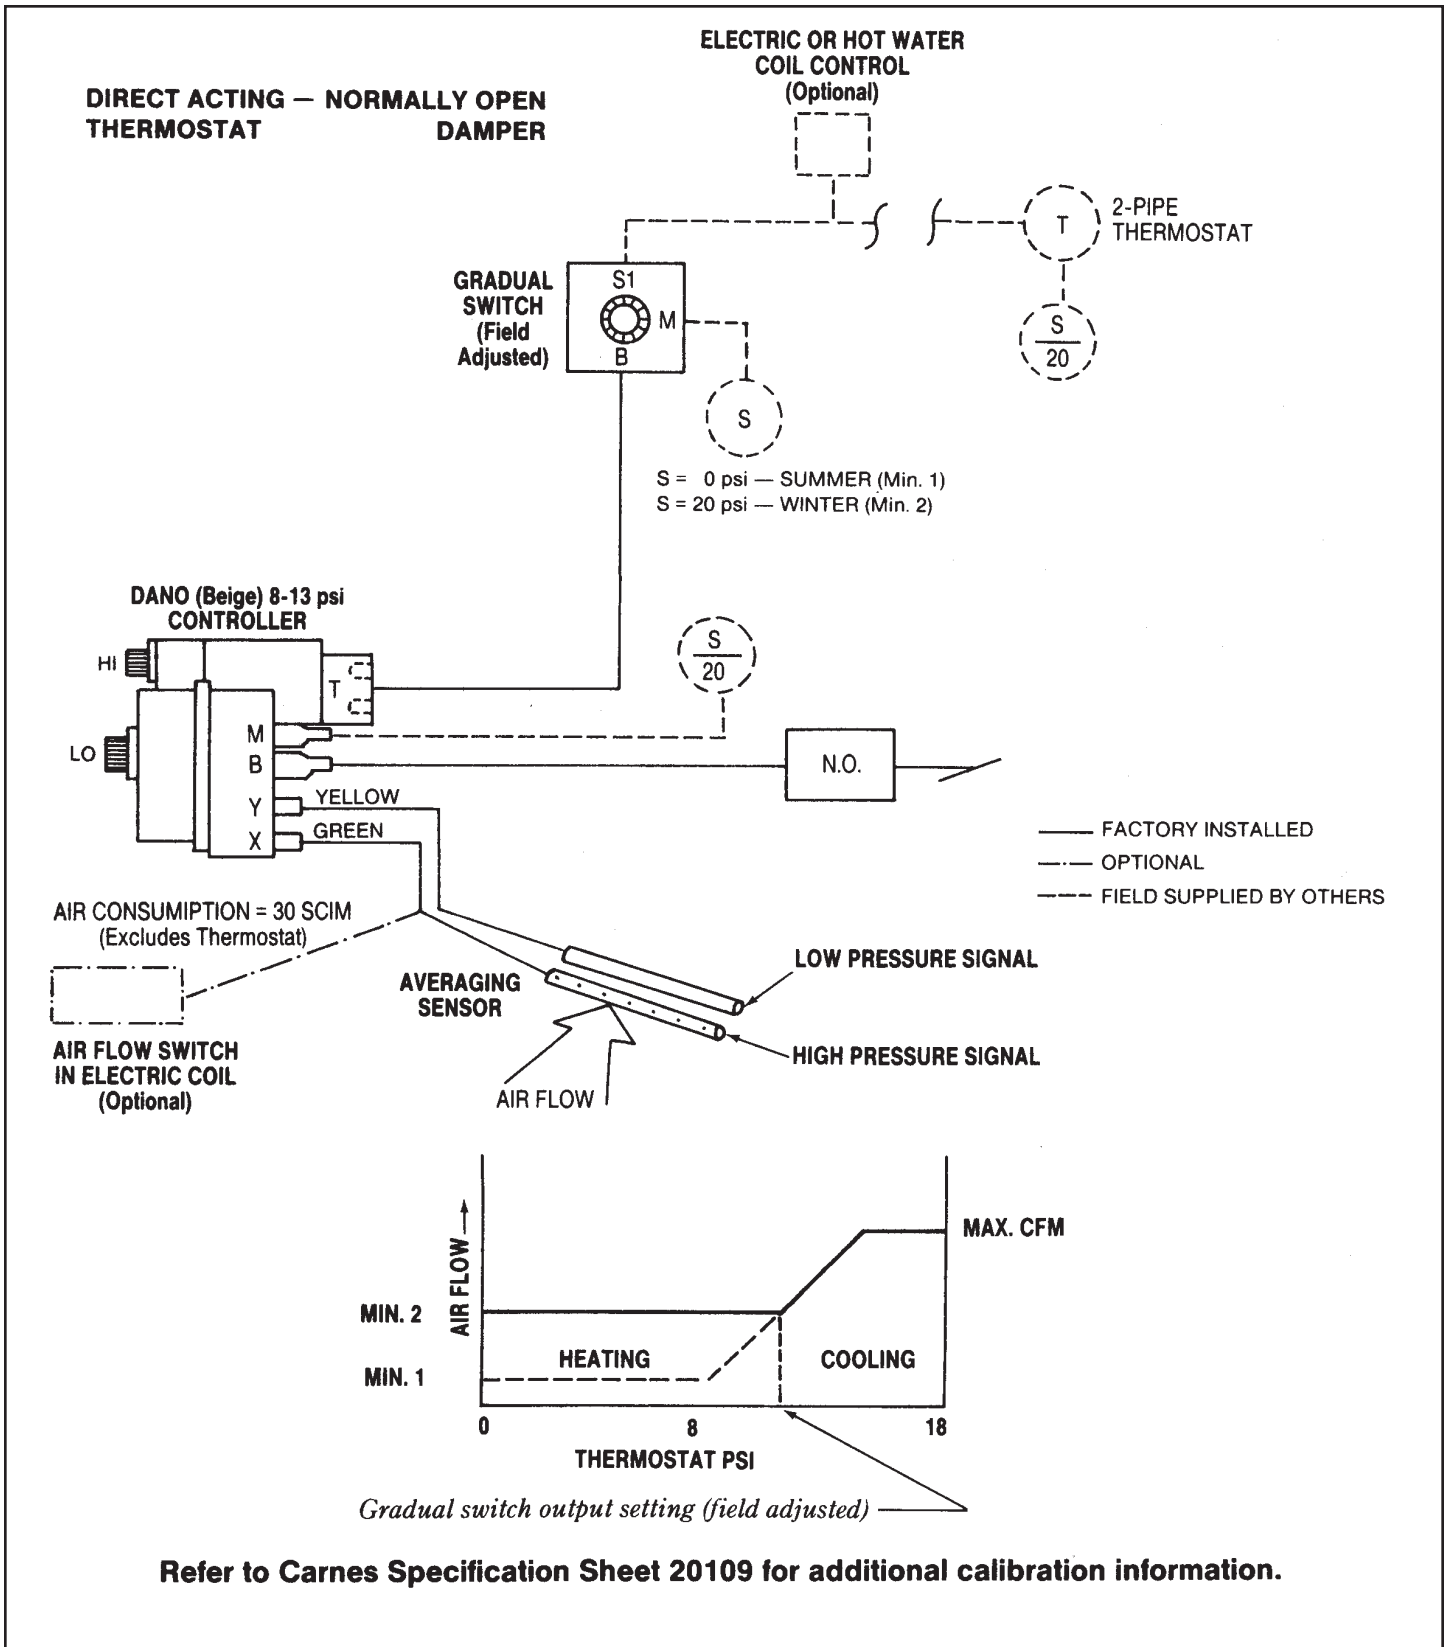 DIRECT ACTING — NORMALLY OPEN
THERMOSTAT DAMPER
ELECTRIC OR HOT WATER
COIL CONTROL
(Optional)
T
2-PIPE
THERMOSTAT
S
20
GRADUAL
SWITCH
(Field
Adjusted)
S1
M
B
S
S = 0 psi — SUMMER (Min. 1)
S = 20 psi — WINTER (Min. 2)
DANO (Beige) 8-13 psi
CONTROLLER
HI
T
LO
M
B
Y
X
YELLOW
GREEN
S
20
N.O.
FACTORY INSTALLED
OPTIONAL
FIELD SUPPLIED BY OTHERS
AIR CONSUMIPTION = 30 SCIM
(Excludes Thermostat)
AIR FLOW SWITCH
IN ELECTRIC COIL
(Optional)
AVERAGING
SENSOR
LOW PRESSURE SIGNAL
HIGH PRESSURE SIGNAL
AIR FLOW
AIR FLOW
MAX. CFM
MIN. 2
MIN. 1
HEATING
COOLING
0
8
18
THERMOSTAT PSI
Gradual switch output setting (field adjusted)
Refer to Carnes Specification Sheet 20109 for additional calibration information.